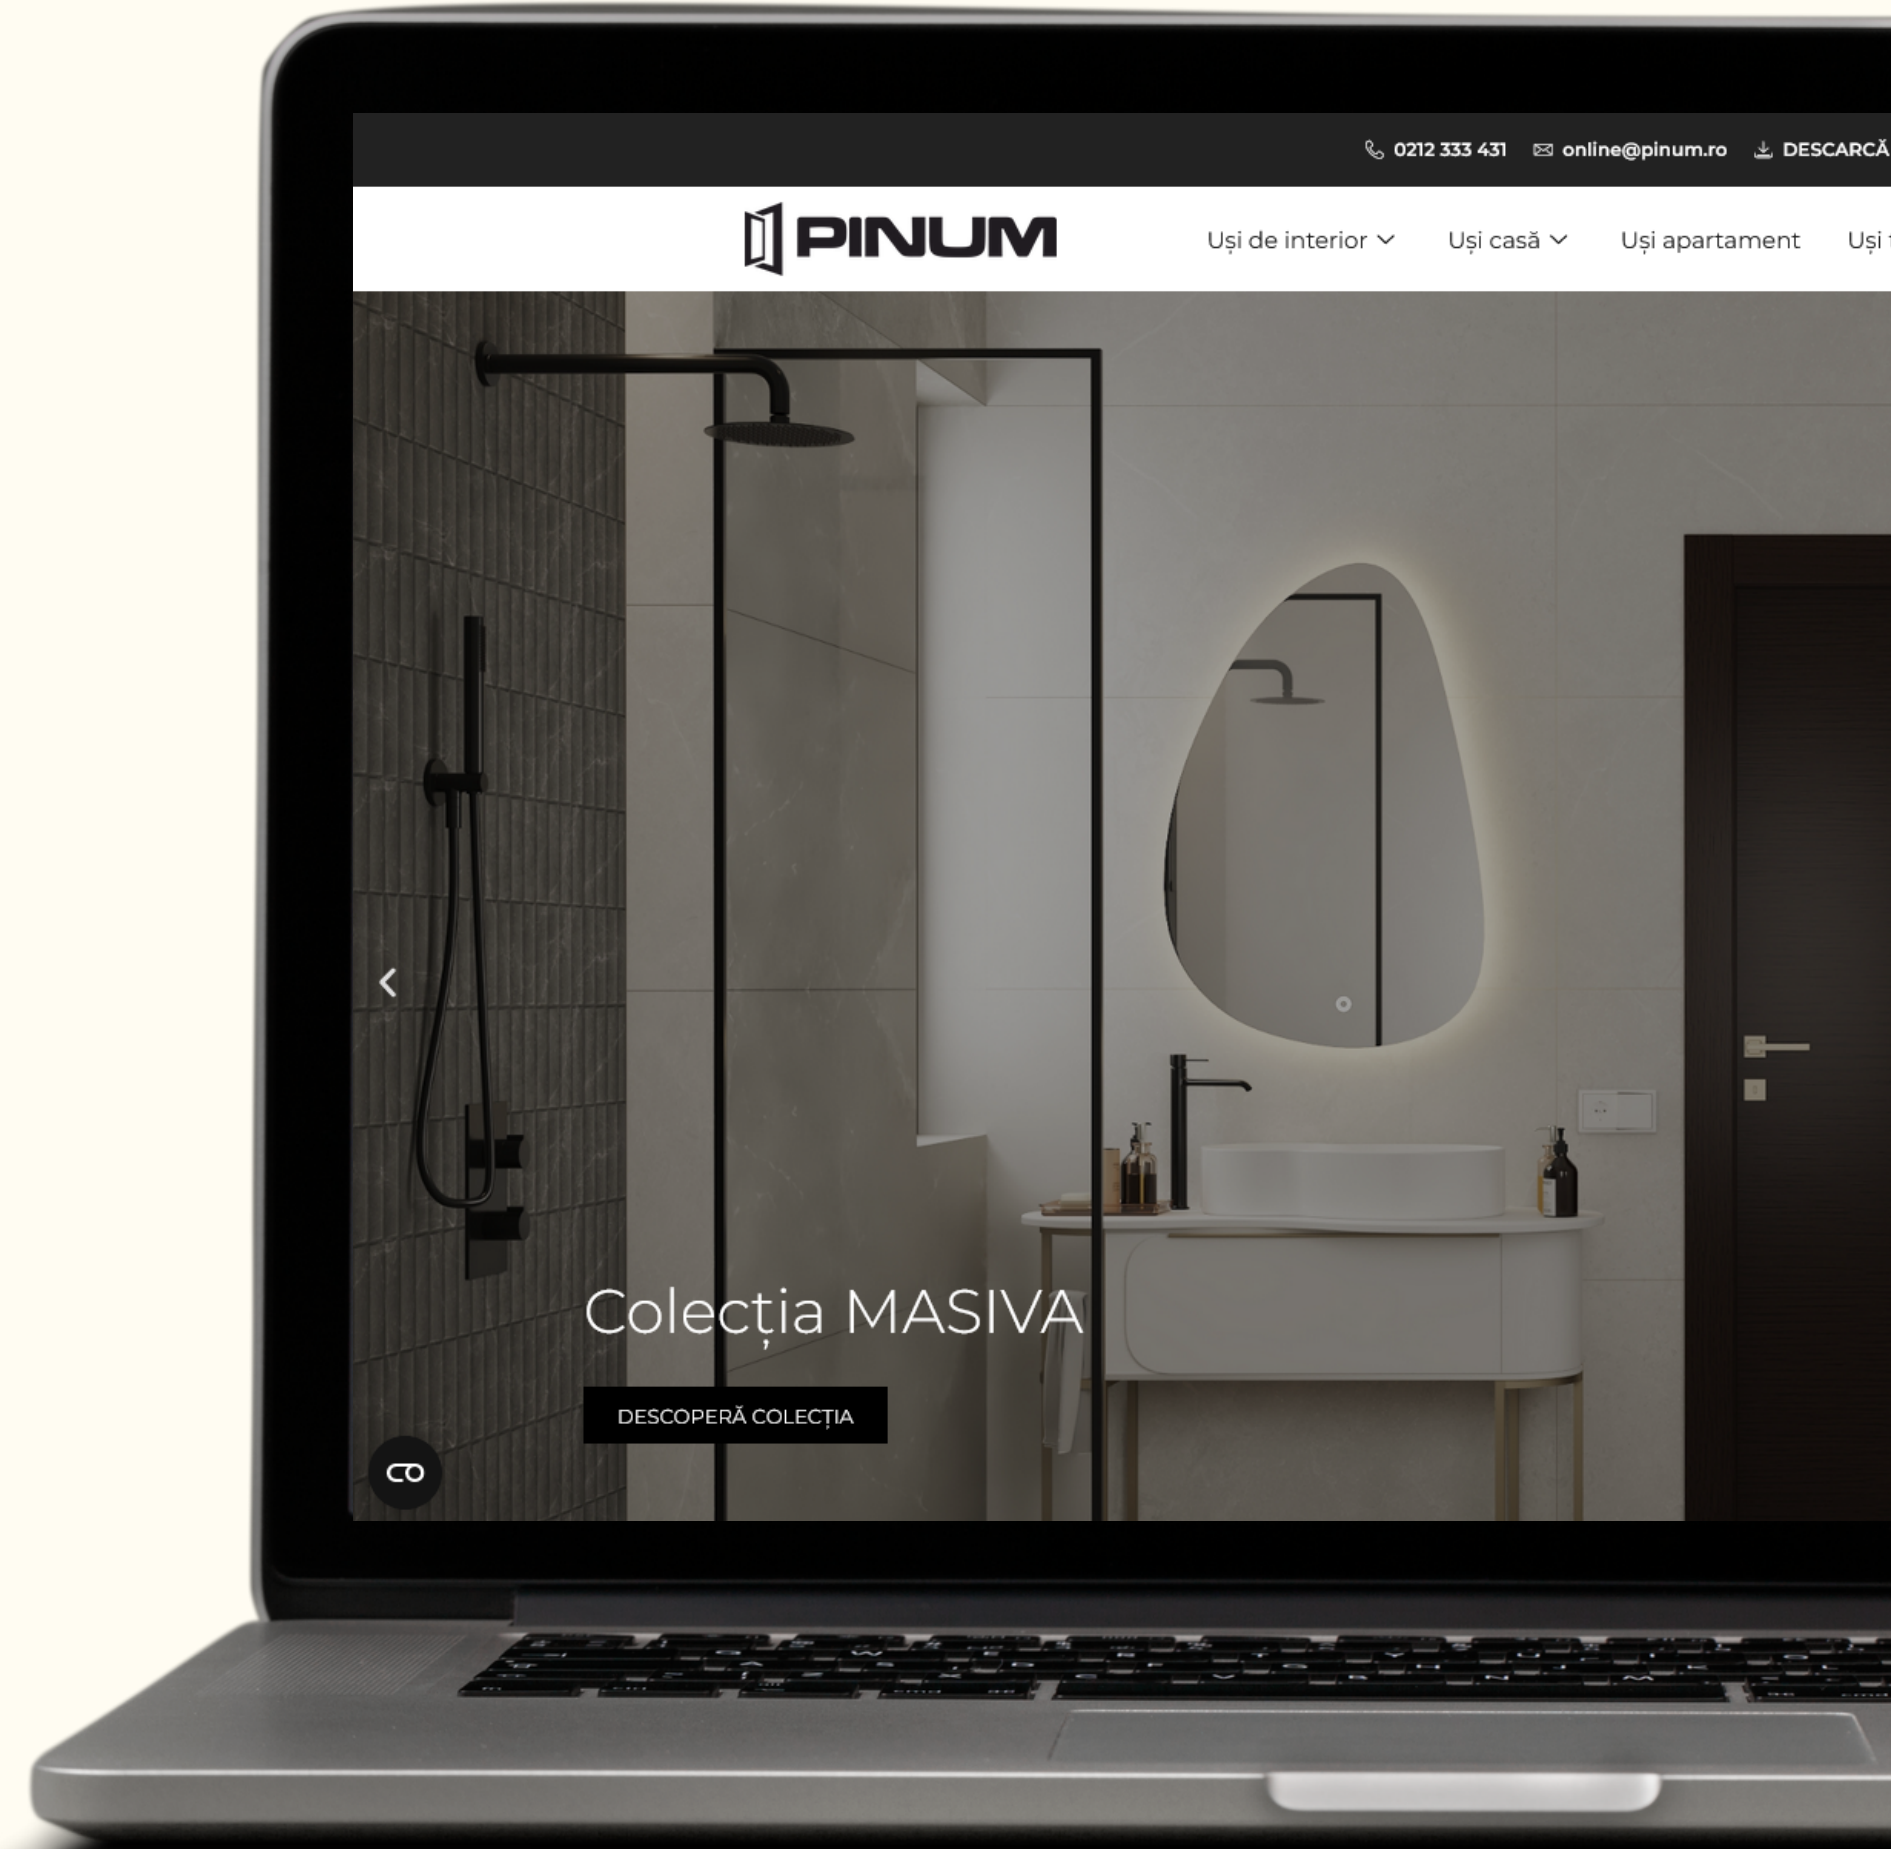 0212 333 431 online@pinum.ro DESCARCĂ
PINUM
Uși de interior Uși casă Uși apartament Uși
Colecția MASIVA
DESCOPERĂ COLECȚIA